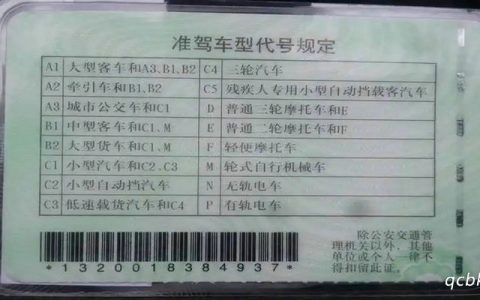 准驾车型代号规定
A1 大型客车和A3、B1、B2 C4 三轮汽车
A2 牵引车和B1、B2 C5 残疾人专用小型自动挡载客汽车
A3 城市公交车和C1 D 普通三轮摩托车和E
B1 中型客车和C1、M E 普通二轮摩托车和F
B2 大型货车和C1、M F 轻便摩托车
C1 小型汽车和C2、C3 M 轮式自行机械车
C2 小型自动挡汽车 N 无轨电车
C3 低速载货汽车和C4 P 有轨电车
*1320018384937*
除公安交通管
理机关以外，其他
单位或个人一律不
得扣留此证。